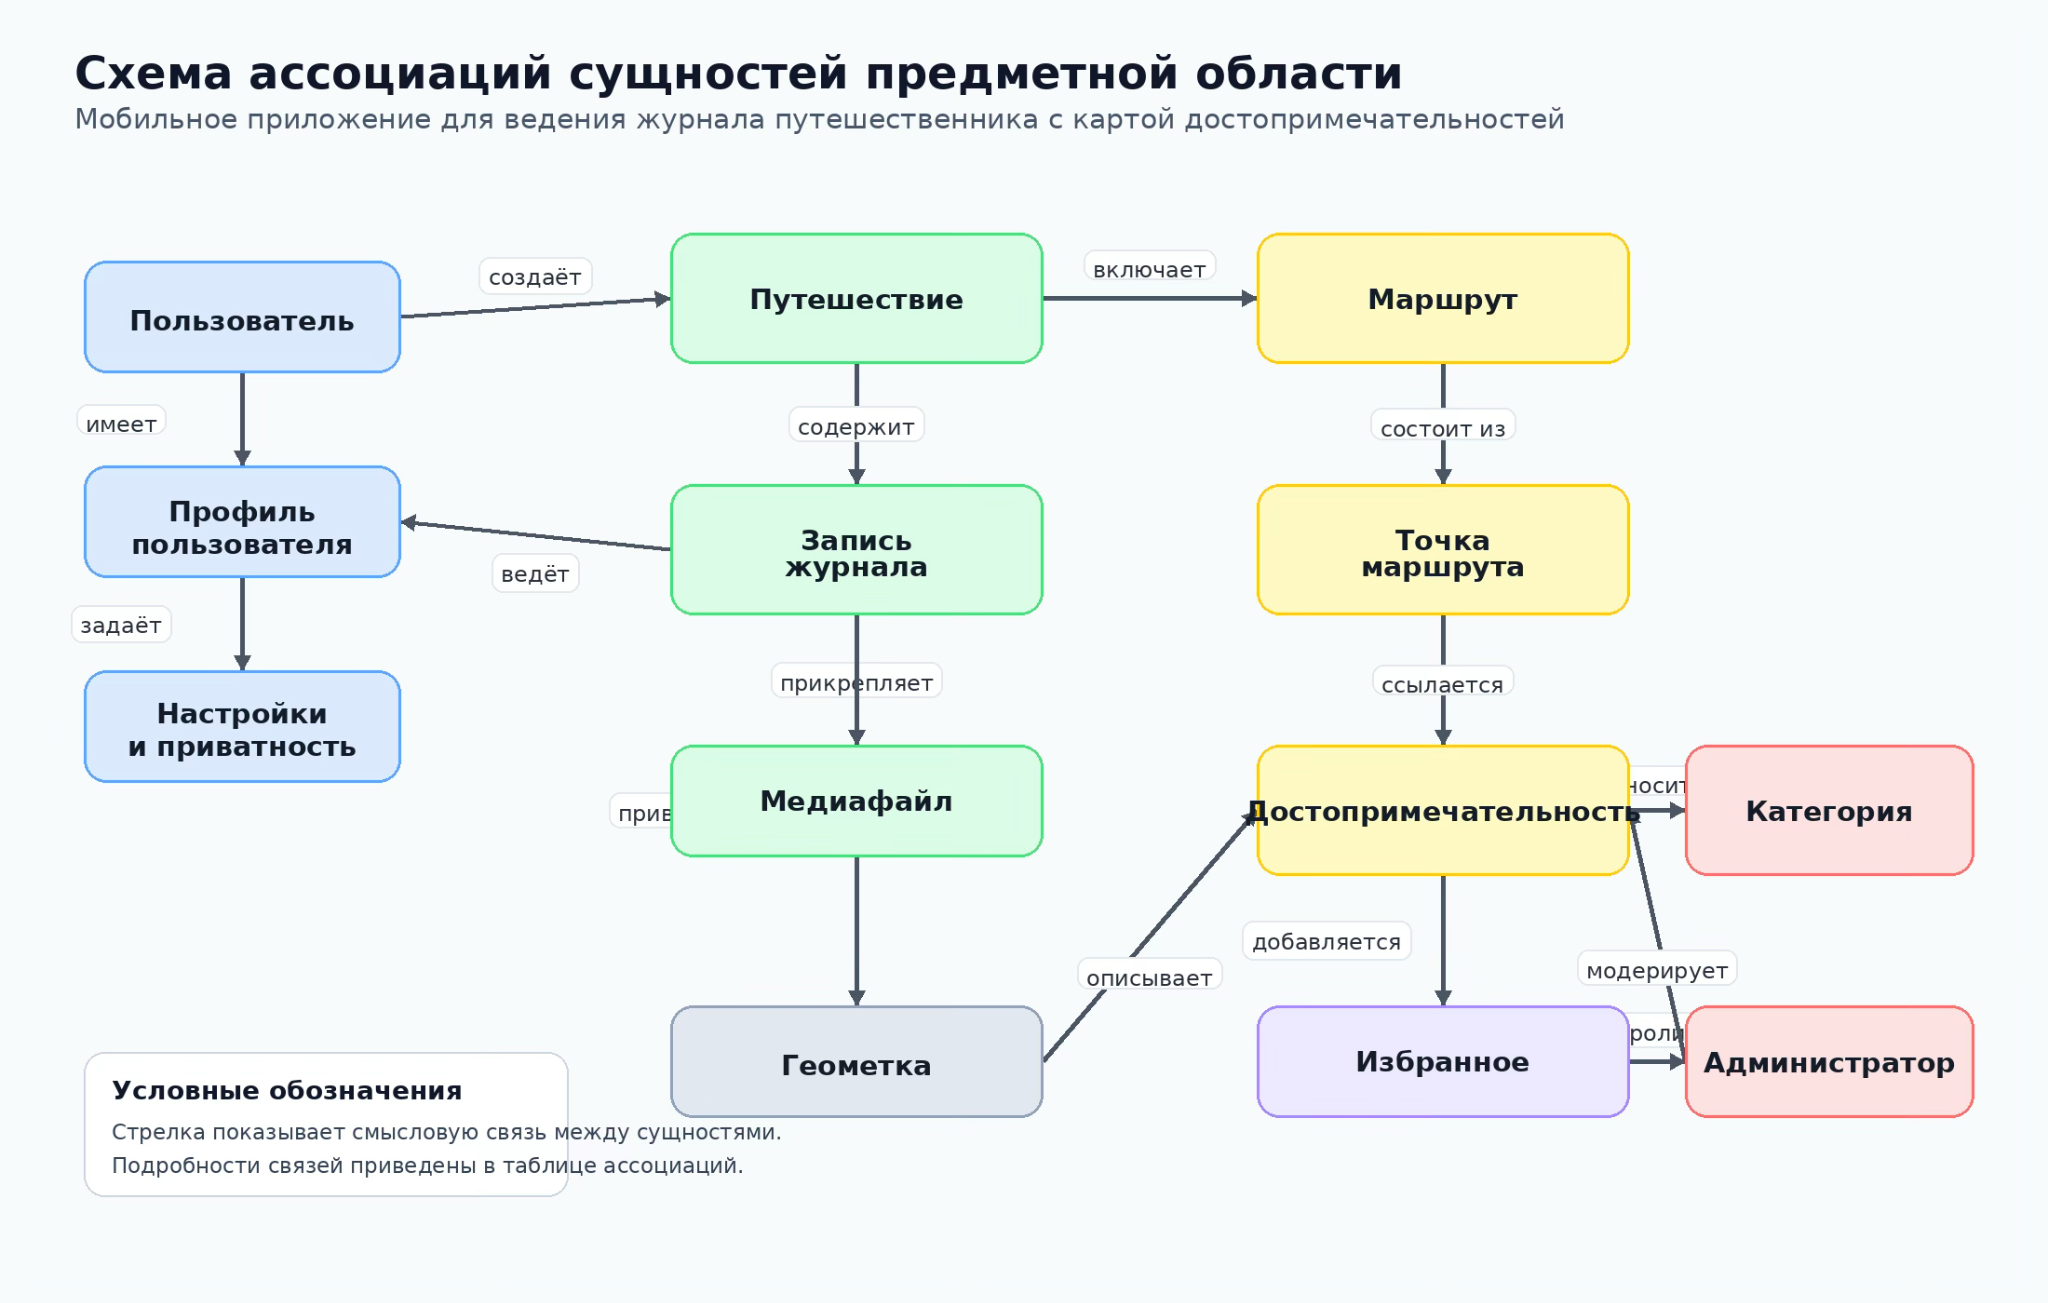 Схема ассоциаций сущностей предметной области
Мобильное приложение для ведения журнала путешественника с картой достопримечательностей
Пользователь
создаёт
Путешествие
включает
Маршрут
имеет
содержит
состоит из
Профиль
пользователя
ведёт
Запись
журнала
Точка
маршрута
задаёт
прикрепляет
ссылается
Настройки
и приватность
Медиафайл
Достопримечательность
Категория
добавляется
описывает
модерирует
Геометка
Избранное
Администратор
Условные обозначения
Стрелка показывает смысловую связь между сущностями.
Подробности связей приведены в таблице ассоциаций.